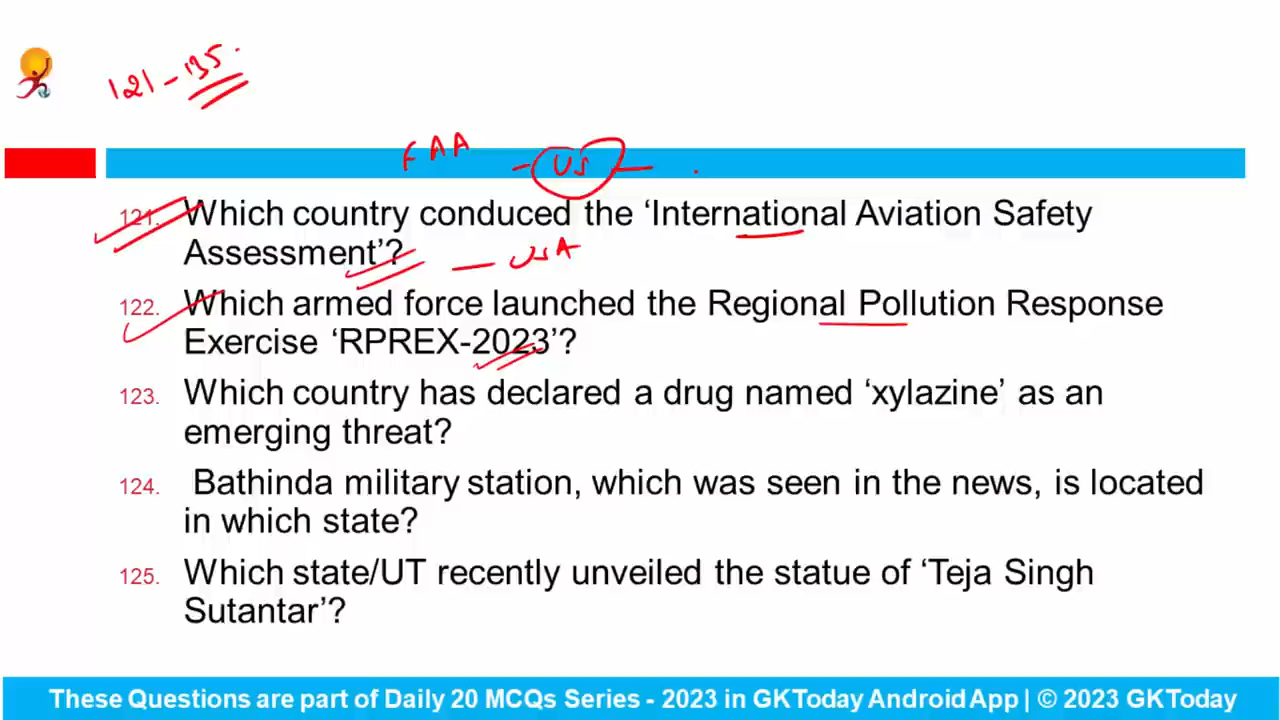 121 - 135.
FAA - US -
121. Which country conduced the ‘International Aviation Safety
Assessment’? - USA
122. Which armed force launched the Regional Pollution Response
Exercise ‘RPREX-2023’?
123. Which country has declared a drug named ‘xylazine’ as an
emerging threat?
124. Bathinda military station, which was seen in the news, is located
in which state?
125. Which state/UT recently unveiled the statue of ‘Teja Singh
Sutantar’?
These Questions are part of Daily 20 MCQs Series - 2023 in GKToday Android App | © 2023 GKToday